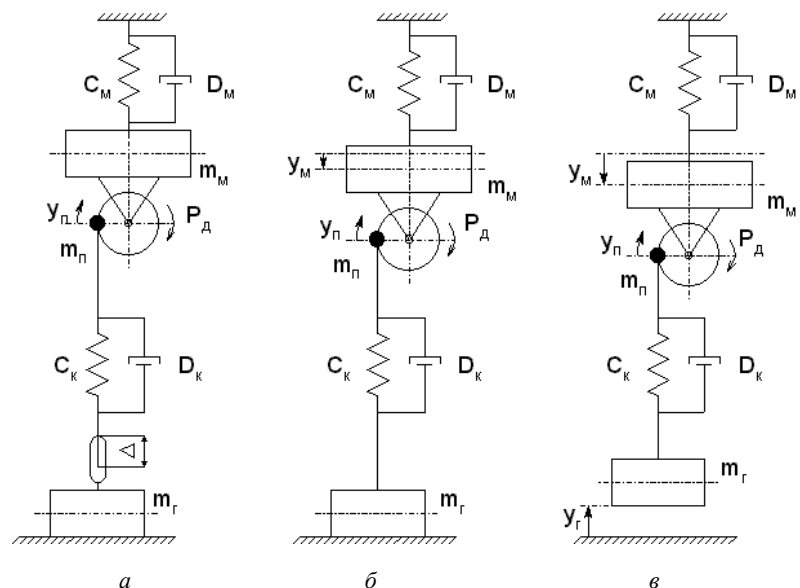 Cм Dм Cм Dм Cм Dм
mм yм mм yм mм
yп Pд yп Pд yп Pд
mп mп mп
Cк Dк Cк Dк Cк Dк
Δ
mг mг mг
yг
а б в